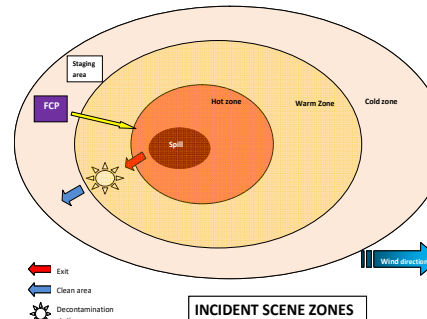 Staging
area
FCP
Hot zone
Warm Zone
Cold zone
Spill
Wind direction
Exit
Clean area
Decontamination
INCIDENT SCENE ZONES